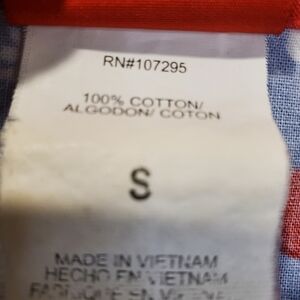 RN#107295
100% COTTON/
ALGODON/ COTON
S
MADE IN VIETNAM
HECHO EN VIETNAM